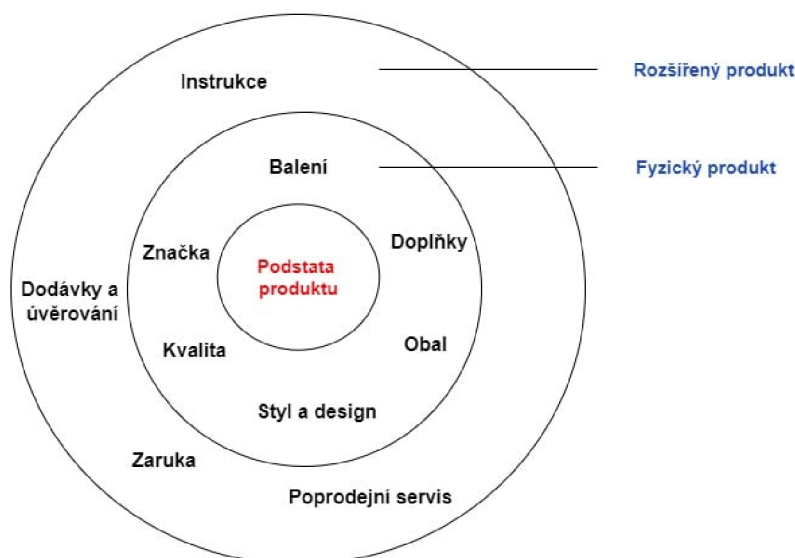 Instrukce
Rozšířený produkt
Balení
Fyzický produkt
Značka
Doplňky
Podstata
produktu
Dodávky a
úvěrování
Kvalita
Obal
Styl a design
Zaruka
Poprodejní servis